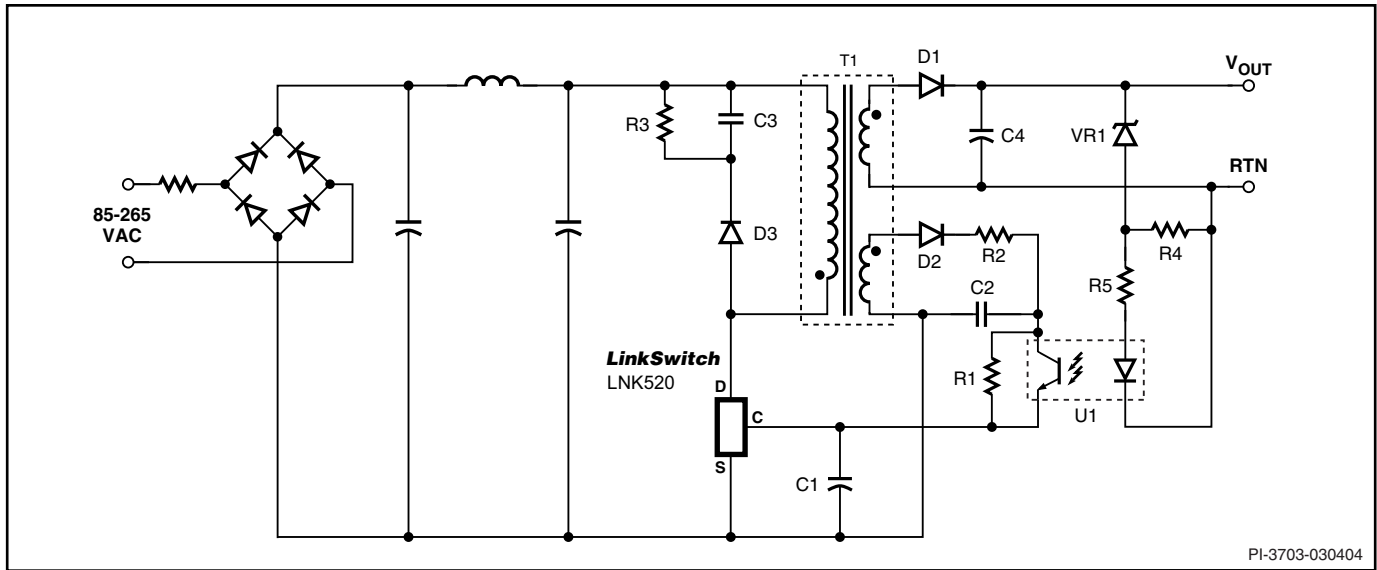 T1
D1
V_OUT
R3
C3
C4
VR1
RTN
85-265
VAC
D3
D2
R2
R4
C2
R5
LinkSwitch
LNK520
D
C
S
R1
U1
C1
PI-3703-030404